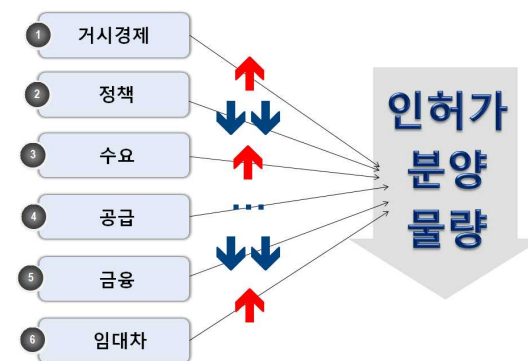 1 거시경제
2 정책
3 수요
4 공급
...
5 금융
6 임대차
인허가
분양
물량